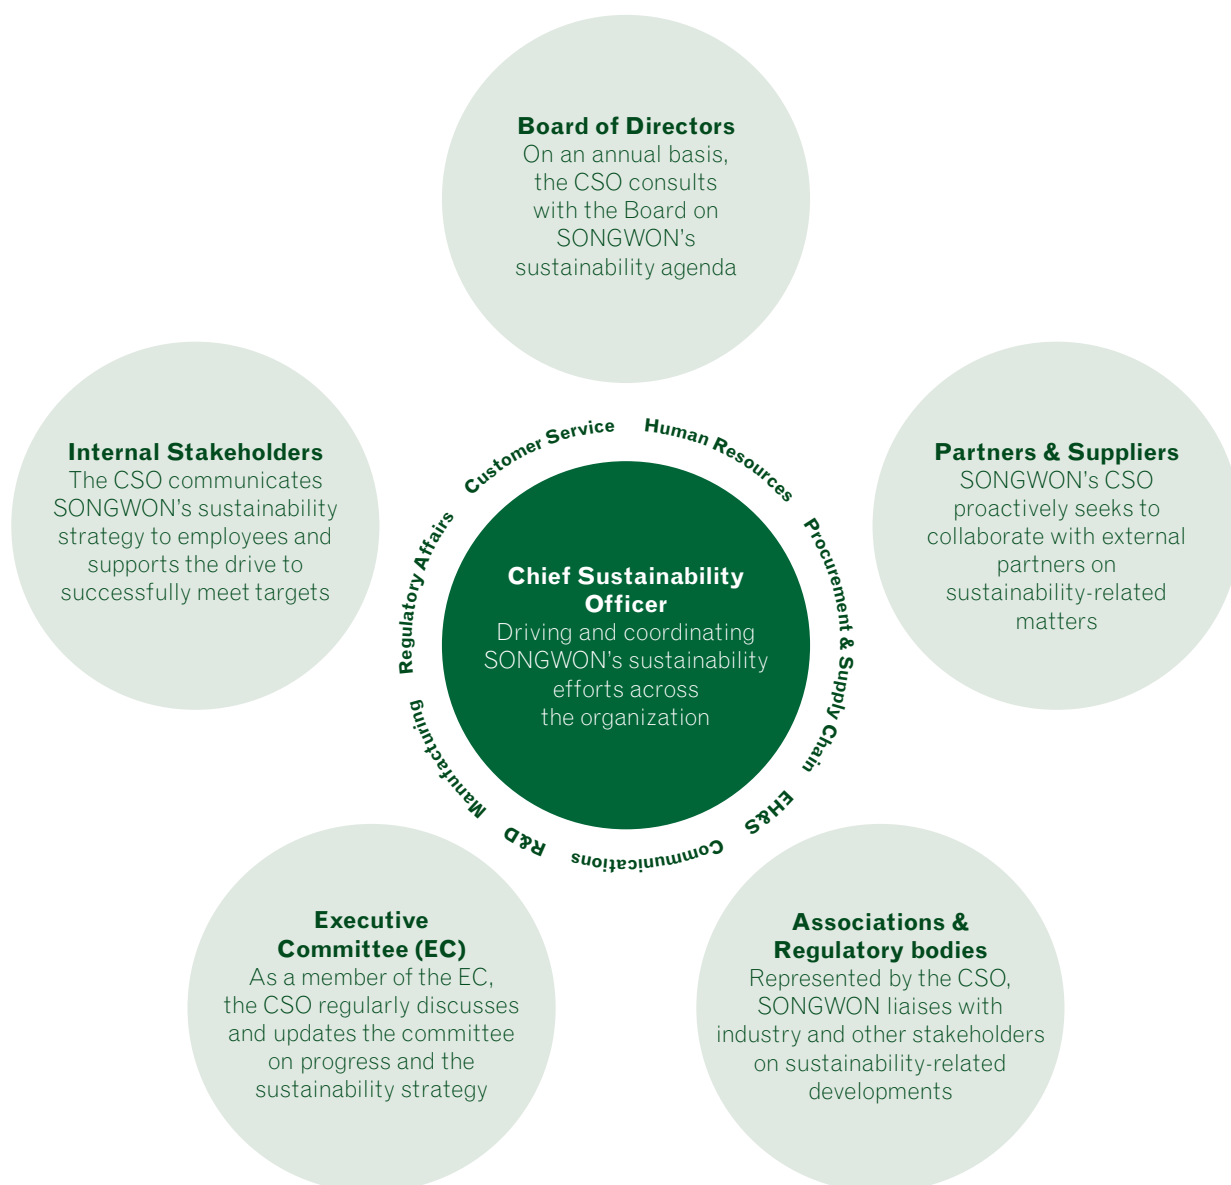 Board of Directors
On an annual basis,
the CSO consults
with the Board on
SONGWON’s
sustainability agenda
Internal Stakeholders
The CSO communicates
SONGWON’s sustainability
strategy to employees and
supports the drive to
successfully meet targets
Partners & Suppliers
SONGWON’s CSO
proactively seeks to
collaborate with external
partners on
sustainability-related
matters
Customer Service
Human Resources
Procurement & Supply Chain
EH&S
Communications
R&D
Manufacturing
Regulatory Affairs
Chief Sustainability
Officer
Driving and coordinating
SONGWON’s sustainability
efforts across
the organization
Executive
Committee (EC)
As a member of the EC,
the CSO regularly discusses
and updates the committee
on progress and the
sustainability strategy
Associations &
Regulatory bodies
Represented by the CSO,
SONGWON liaises with
industry and other stakeholders
on sustainability-related
developments